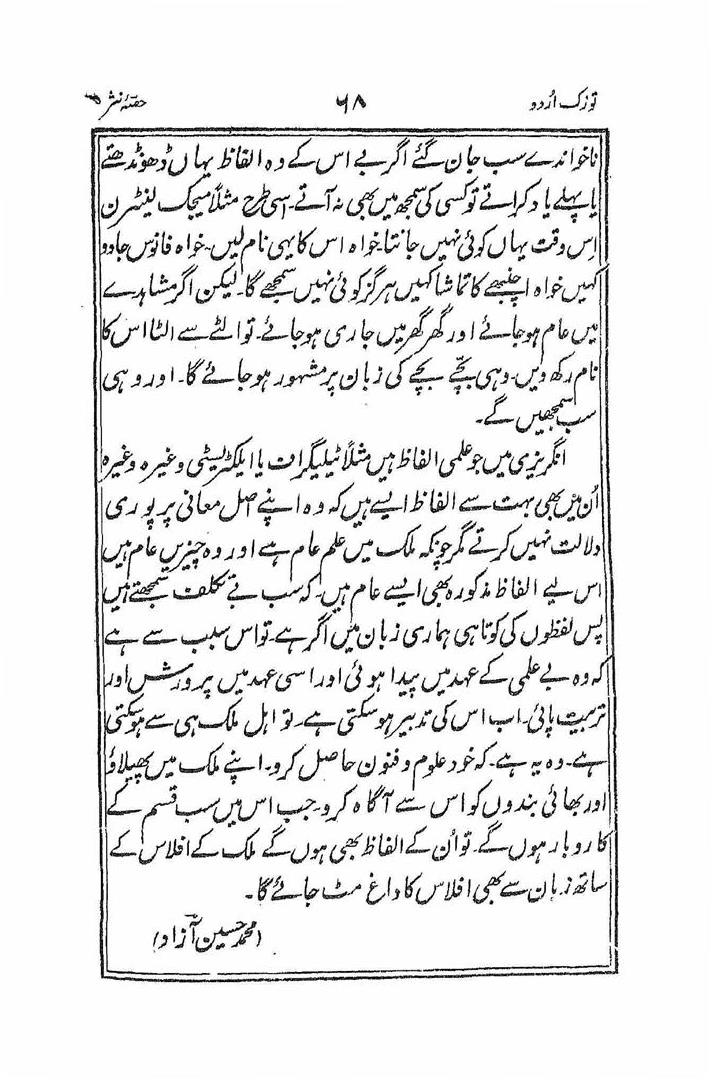 توزک اردو ۶۸ حصّۂ نثر
ناخواندے سب جان گئے اگر بے اس کے وہ الفاظ یہاں ڈھونڈھتے
یا پہلے یاد کراتے تو کسی کی سمجھ میں بھی نہ آتے۔ اسی طرح مثلاً میجک لینٹرن
اِس وقت یہاں کوئی نہیں جانتا۔ خواہ اس کا یہی نام لیں۔ خواہ فانوس جادو
کہیں خواہ اچنبھے کا تماشا کہیں ہرگز کوئی نہیں سمجھے گا۔ لیکن اگر مشاہدے
میں عام ہو جائے اور گھر گھر میں جاری ہو جائے۔ تو الٹے سے الٹا اس کا
نام رکھ دیں۔ وہی بچّے بچے کی زبان پر مشہور ہو جائے گا۔ اور وہی
سب سمجھیں گے۔
انگریزی میں جو علمی الفاظ ہیں مثلاً ٹیلیگراف یا ایلکٹریسیٹی وغیرہ وغیرہ
اُن میں بھی بہت سے الفاظ ایسے ہیں کہ وہ اپنے اصل معانی پر پوری
دلالت نہیں کرتے مگر چونکہ ملک میں علم عام ہے اور وہ چیزیں عام ہیں
اس لیے الفاظ مذکورہ بھی ایسے عام ہیں۔ کہ سب بے تکلف سمجھتے ہیں
پس لفظوں کی کوتاہی ہماری زبان میں اگر ہے۔ تو اس سبب سے ہے
کہ وہ بے علمی کے عہد میں پیدا ہوئی اور اسی عہد میں پرورش اور
تربیت پائی۔ اب اس کی تدبیر ہو سکتی ہے۔ تو اہل ملک ہی سے ہو سکتی
ہے۔ وہ یہ ہے۔ کہ خود علوم و فنون حاصل کرو۔ اپنے ملک میں پھیلاؤ
اور بھائی بندوں کو اس سے آگاہ کرو۔ جب اس میں سب قسم کے
کاروبار ہوں گے۔ تو اُن کے الفاظ بھی ہوں گے ملک کے افلاس کے
ساتھ زبان سے بھی افلاس کا داغ مٹ جائے گا۔
(محمد حسین آزاد)